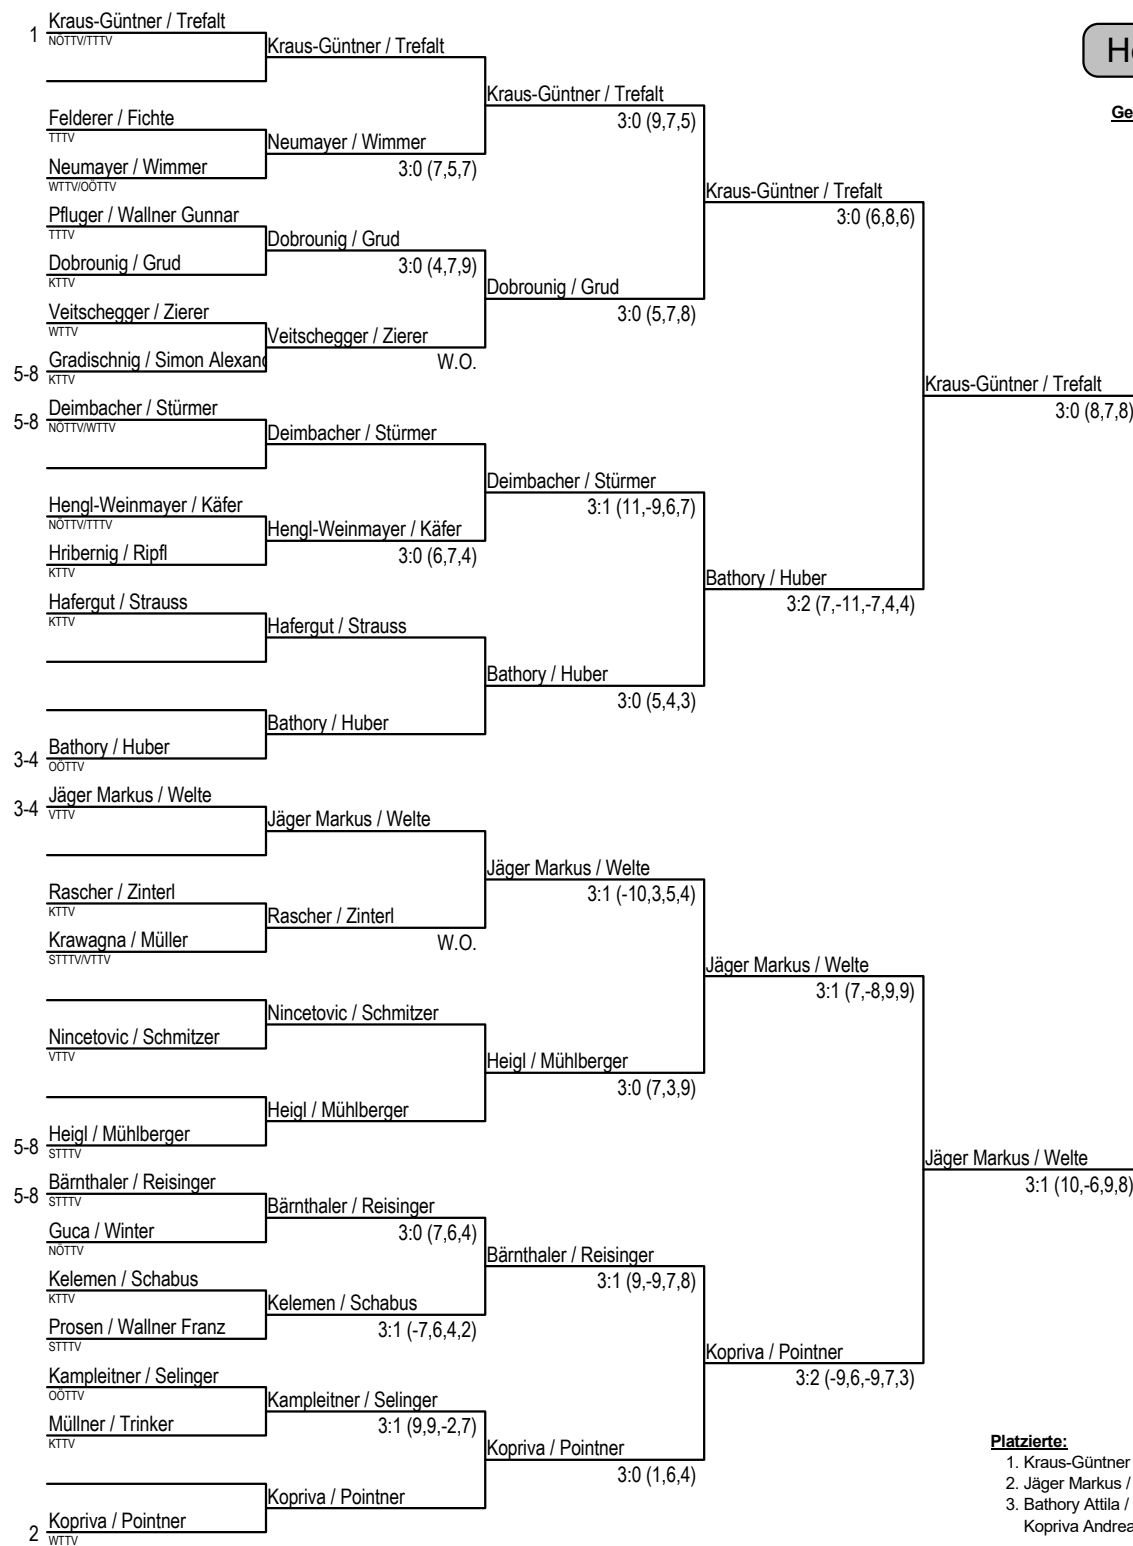 1 Kraus-Güntner / Trefalt
NÖTTV/TTTV
Felderer / Fichte
TTTV
Neumayer / Wimmer
WTTV/OÖTTV
Pfluger / Wallner Gunnar
TTTV
Dobrounig / Grud
KTTV
Veitschegger / Zierer
WTTV
5-8 Gradischnig / Simon Alexand
KTTV
5-8 Deimbacher / Stürmer
NÖTTV/WTTV
Hengl-Weinmayer / Käfer
NÖTTV/TTTV
Hribernig / Ripfl
KTTV
Hafergut / Strauss
KTTV
3-4 Bathory / Huber
OÖTTV
3-4 Jäger Markus / Welte
VTTV
Rascher / Zinterl
KTTV
Krawagna / Müller
STTTV/VTTV
Nincetovic / Schmitzer
VTTV
5-8 Heigl / Mühlberger
STTTV
5-8 Bärnthaler / Reisinger
STTTV
Guca / Winter
NÖTTV
Kelemen / Schabus
KTTV
Prosen / Wallner Franz
STTTV
Kampleitner / Selinger
OÖTTV
Müllner / Trinker
KTTV
2 Kopriva / Pointner
WTTV
Kraus-Güntner / Trefalt
Neumayer / Wimmer
3:0 (7,5,7)
Dobrounig / Grud
3:0 (4,7,9)
Veitschegger / Zierer
W.O.
Deimbacher / Stürmer
Hengl-Weinmayer / Käfer
3:0 (6,7,4)
Hafergut / Strauss
Bathory / Huber
Jäger Markus / Welte
Rascher / Zinterl
W.O.
Nincetovic / Schmitzer
Heigl / Mühlberger
Bärnthaler / Reisinger
3:0 (7,6,4)
Kelemen / Schabus
3:1 (-7,6,4,2)
Kampleitner / Selinger
3:1 (9,9,-2,7)
Kopriva / Pointner
Kraus-Güntner / Trefalt
3:0 (9,7,5)
Dobrounig / Grud
3:0 (5,7,8)
Deimbacher / Stürmer
3:1 (11,-9,6,7)
Bathory / Huber
3:0 (5,4,3)
Jäger Markus / Welte
3:1 (-10,3,5,4)
Heigl / Mühlberger
3:0 (7,3,9)
Bärnthaler / Reisinger
3:1 (9,-9,7,8)
Kopriva / Pointner
3:0 (1,6,4)
Kraus-Güntner / Trefalt
3:0 (6,8,6)
Bathory / Huber
3:2 (7,-11,-7,4,4)
Jäger Markus / Welte
3:1 (7,-8,9,9)
Kopriva / Pointner
3:2 (-9,6,-9,7,3)
Kraus-Güntner / Trefalt
3:0 (8,7,8)
Jäger Markus / Welte
3:1 (10,-6,9,8)
Ge
Platzierte:
1. Kraus-Güntner
2. Jäger Markus /
3. Bathory Attila /
Kopriva Andrea